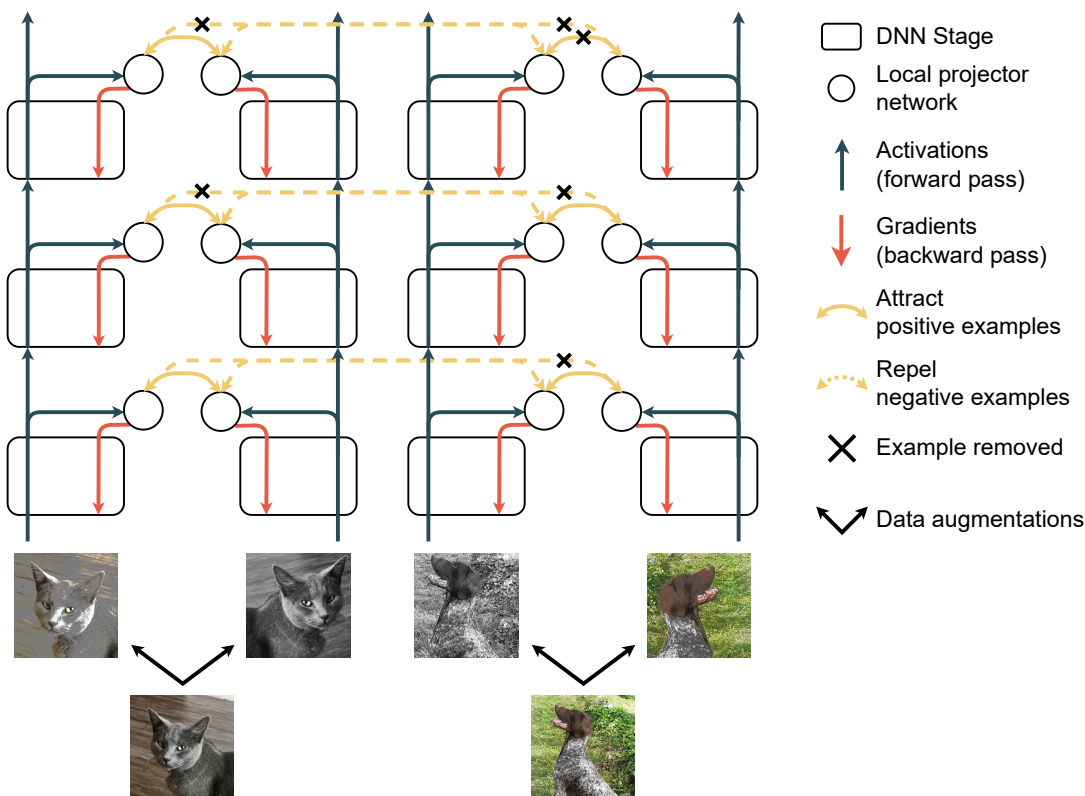 DNN Stage
Local projector
network
Activations
(forward pass)
Gradients
(backward pass)
Attract
positive examples
Repel
negative examples
Example removed
Data augmentations